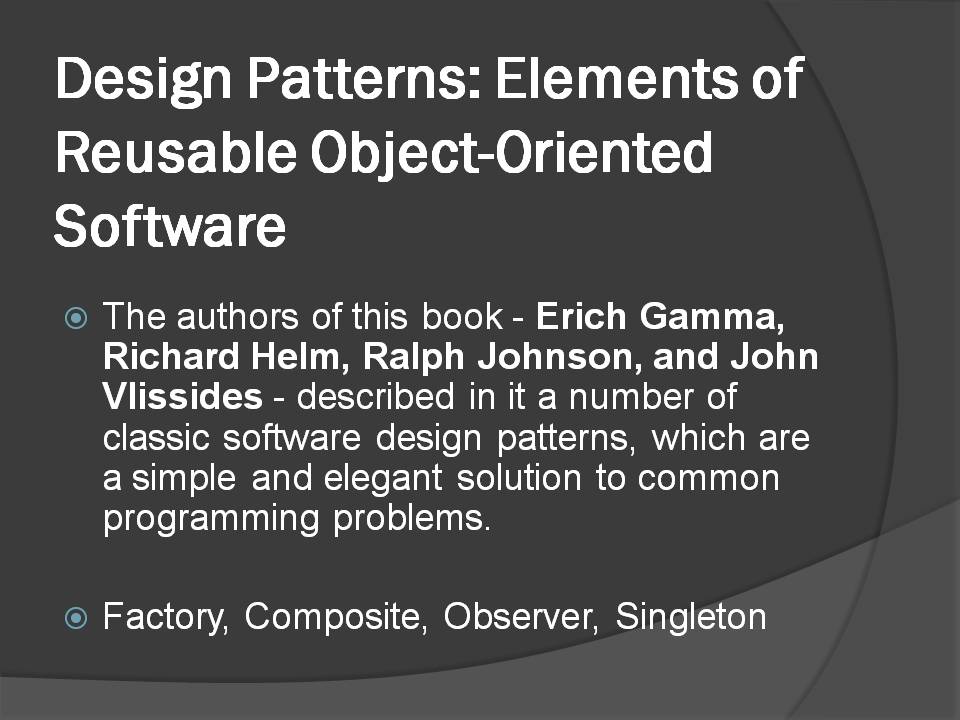 Design Patterns: Elements of
Reusable Object-Oriented
Software
The authors of this book - Erich Gamma,
Richard Helm, Ralph Johnson, and John
Vlissides - described in it a number of
classic software design patterns, which are
a simple and elegant solution to common
programming problems.
Factory, Composite, Observer, Singleton